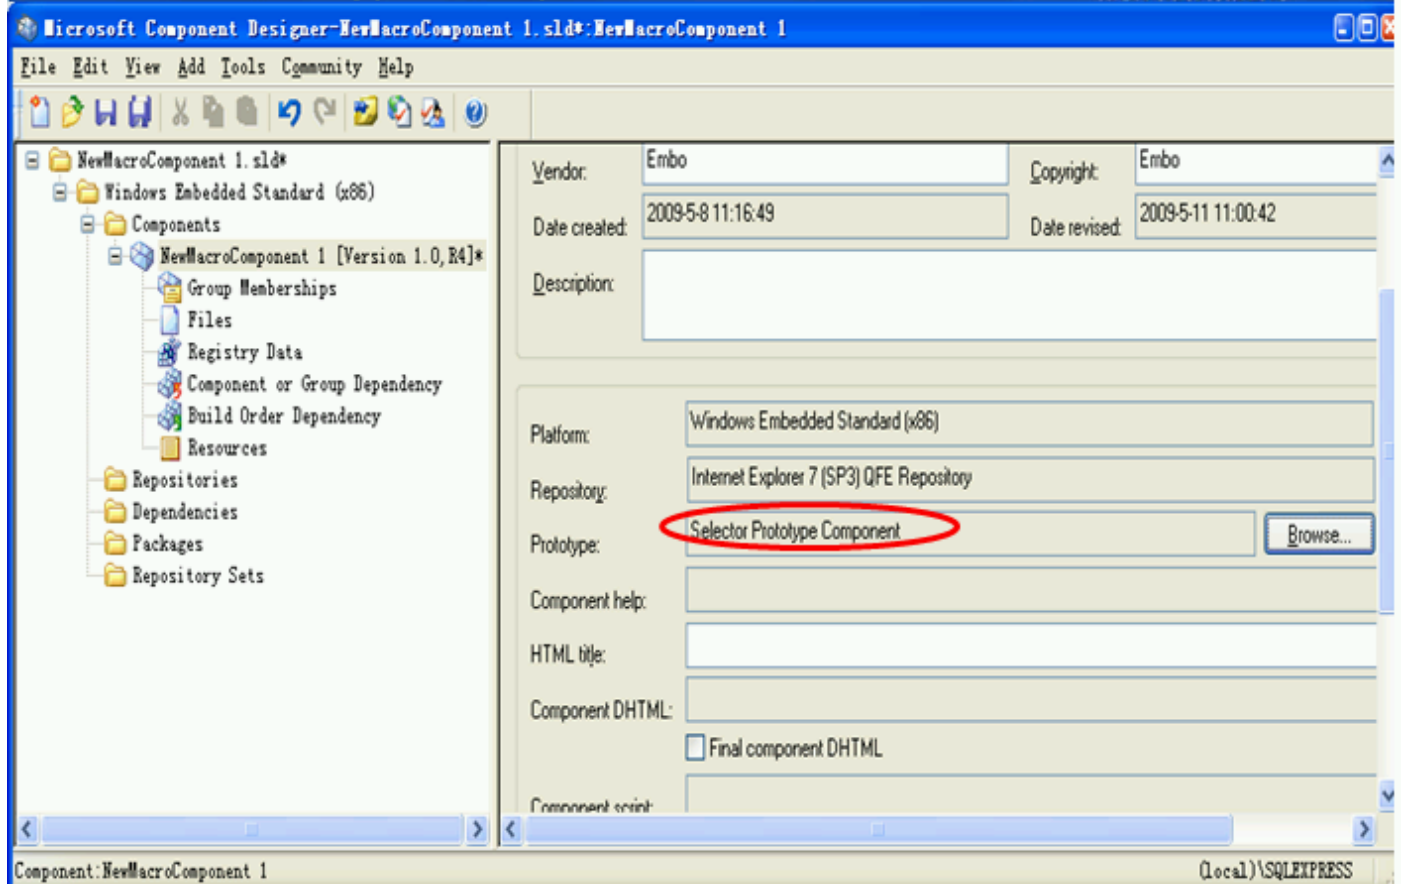 Microsoft Component Designer-NewMacroComponent 1.sld*:NewMacroComponent 1
File Edit View Add Tools Community Help
NewMacroComponent 1.sld*
Windows Embedded Standard (x86)
Components
NewMacroComponent 1 [Version 1.0,R4]*
Group Memberships
Files
Registry Data
Component or Group Dependency
Build Order Dependency
Resources
Repositories
Dependencies
Packages
Repository Sets
Vendor: Embo Copyright: Embo
Date created: 2009-5-8 11:16:49 Date revised: 2009-5-11 11:00:42
Description:
Platform: Windows Embedded Standard (x86)
Repository: Internet Explorer 7 (SP3) QFE Repository
Prototype: Selector Prototype Component Browse...
Component help:
HTML title:
Component DHTML:
Final component DHTML
Component script:
Component:NewMacroComponent 1 (local)\SQLEXPRESS